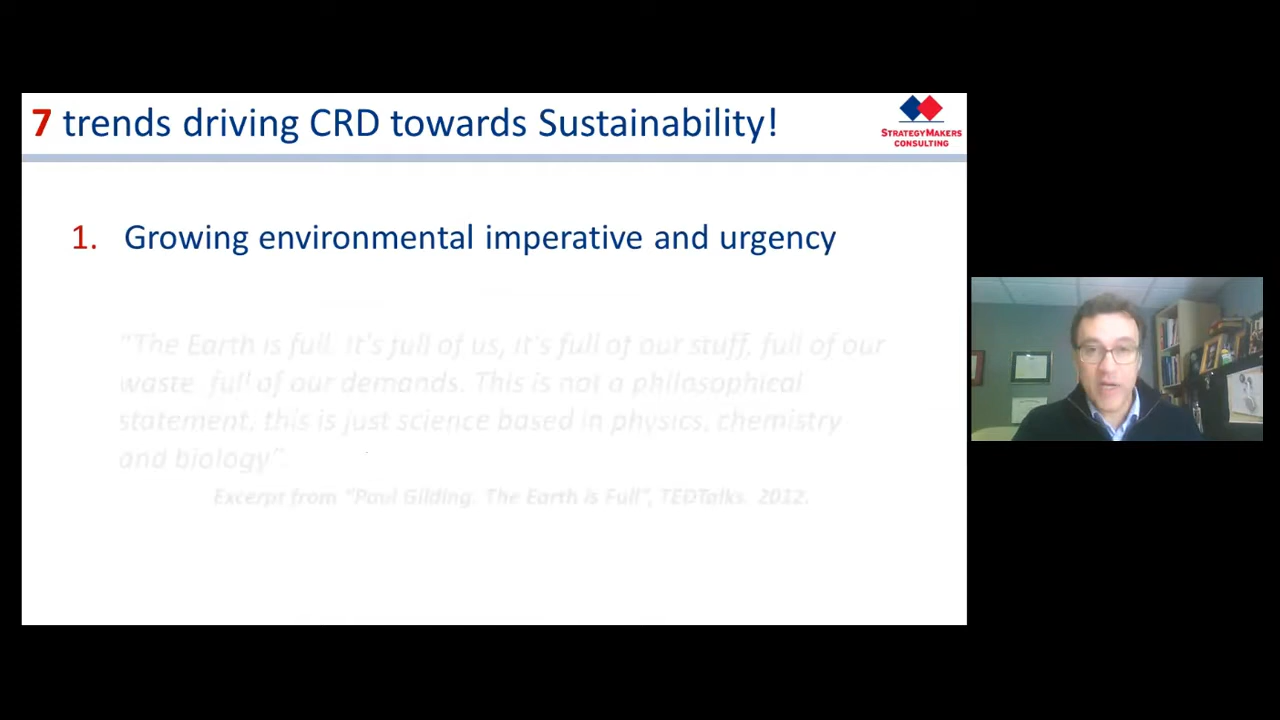 7 trends driving CRD towards Sustainability!
STRATEGYMAKERS
CONSULTING
1. Growing environmental imperative and urgency
"The Earth is full. It's full of us, it's full of our stuff, full of our
waste, full of our demands. This is not a philosophical
statement, this is just science based in physics, chemistry
and biology".
Excerpt from "Paul Gilding: The Earth is Full", TEDTalks. 2012.